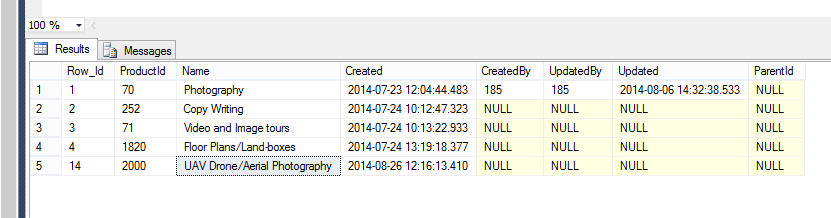 100 %
Results Messages
Row_Id ProductId Name Created CreatedBy UpdatedBy Updated ParentId
1 1 70 Photography 2014-07-23 12:04:44.483 185 185 2014-08-06 14:32:38.533 NULL
2 2 252 Copy Writing 2014-07-24 10:12:47.323 NULL NULL NULL NULL
3 3 71 Video and Image tours 2014-07-24 10:13:22.933 NULL NULL NULL NULL
4 4 1820 Floor Plans/Land-boxes 2014-07-24 13:19:18.377 NULL NULL NULL NULL
5 14 2000 UAV Drone/Aerial Photography 2014-08-26 12:16:13.410 NULL NULL NULL NULL